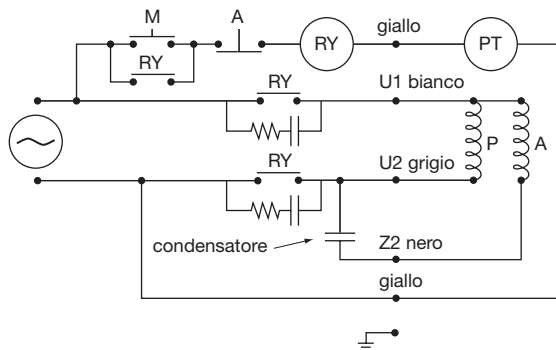 M A
RY giallo PT
RY
RY U1 bianco
P A
RY U2 grigio
condensatore Z2 nero
giallo